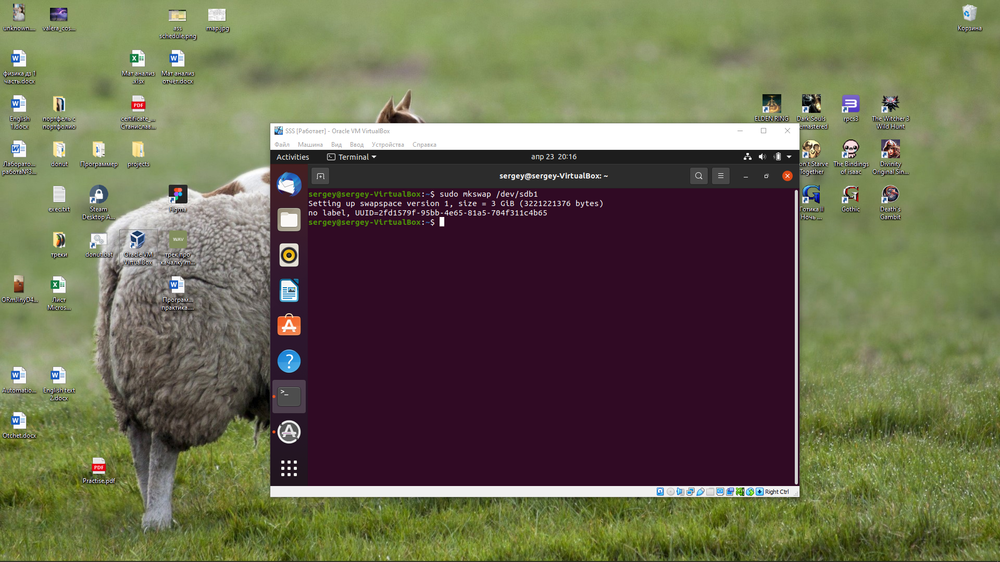 unknown....
valera_cos...
ass
schedule.png
map.jpg
Корзина
физика дз 1
часть.docx
Мат анализ
.xlsx
Мат анализ
отчёт.docx
English
1.docx
портфель с
портфолио
certificate_...
Станислав...
ELDEN RING
Dark Souls
emastered
rpcs3
The Witcher 3
Wild Hunt
Лаборато...
работа№3...
donut
Программер
projects
on't Starve
Together
The Bindings
of isaac
Divinity
Original Sin...
exec.txt
Steam
Desktop A...
Figma
Готика II
Ночь ...
Gothic
Death's
Gambit
треки
donut.bat
Oracle VM
VirtualBox
WAV
трек про
качалку.m...
ORmJlnyD4...
Лист
Micros...
Програм...
практика....
Automatio...
English text
2.docx
Otchet.docx
PDF
Practise.pdf
SSS [Работает] - Oracle VM VirtualBox
Файл Машина Вид Ввод Устройства Справка
Activities Terminal апр 23 20:16
sergey@sergey-VirtualBox: ~
sergey@sergey-VirtualBox:~$ sudo mkswap /dev/sdb1
Setting up swapspace version 1, size = 3 GiB (3221221376 bytes)
no label, UUID=2fd1579f-95bb-4e65-81a5-704f311c4b65
sergey@sergey-VirtualBox:~$
Right Ctrl